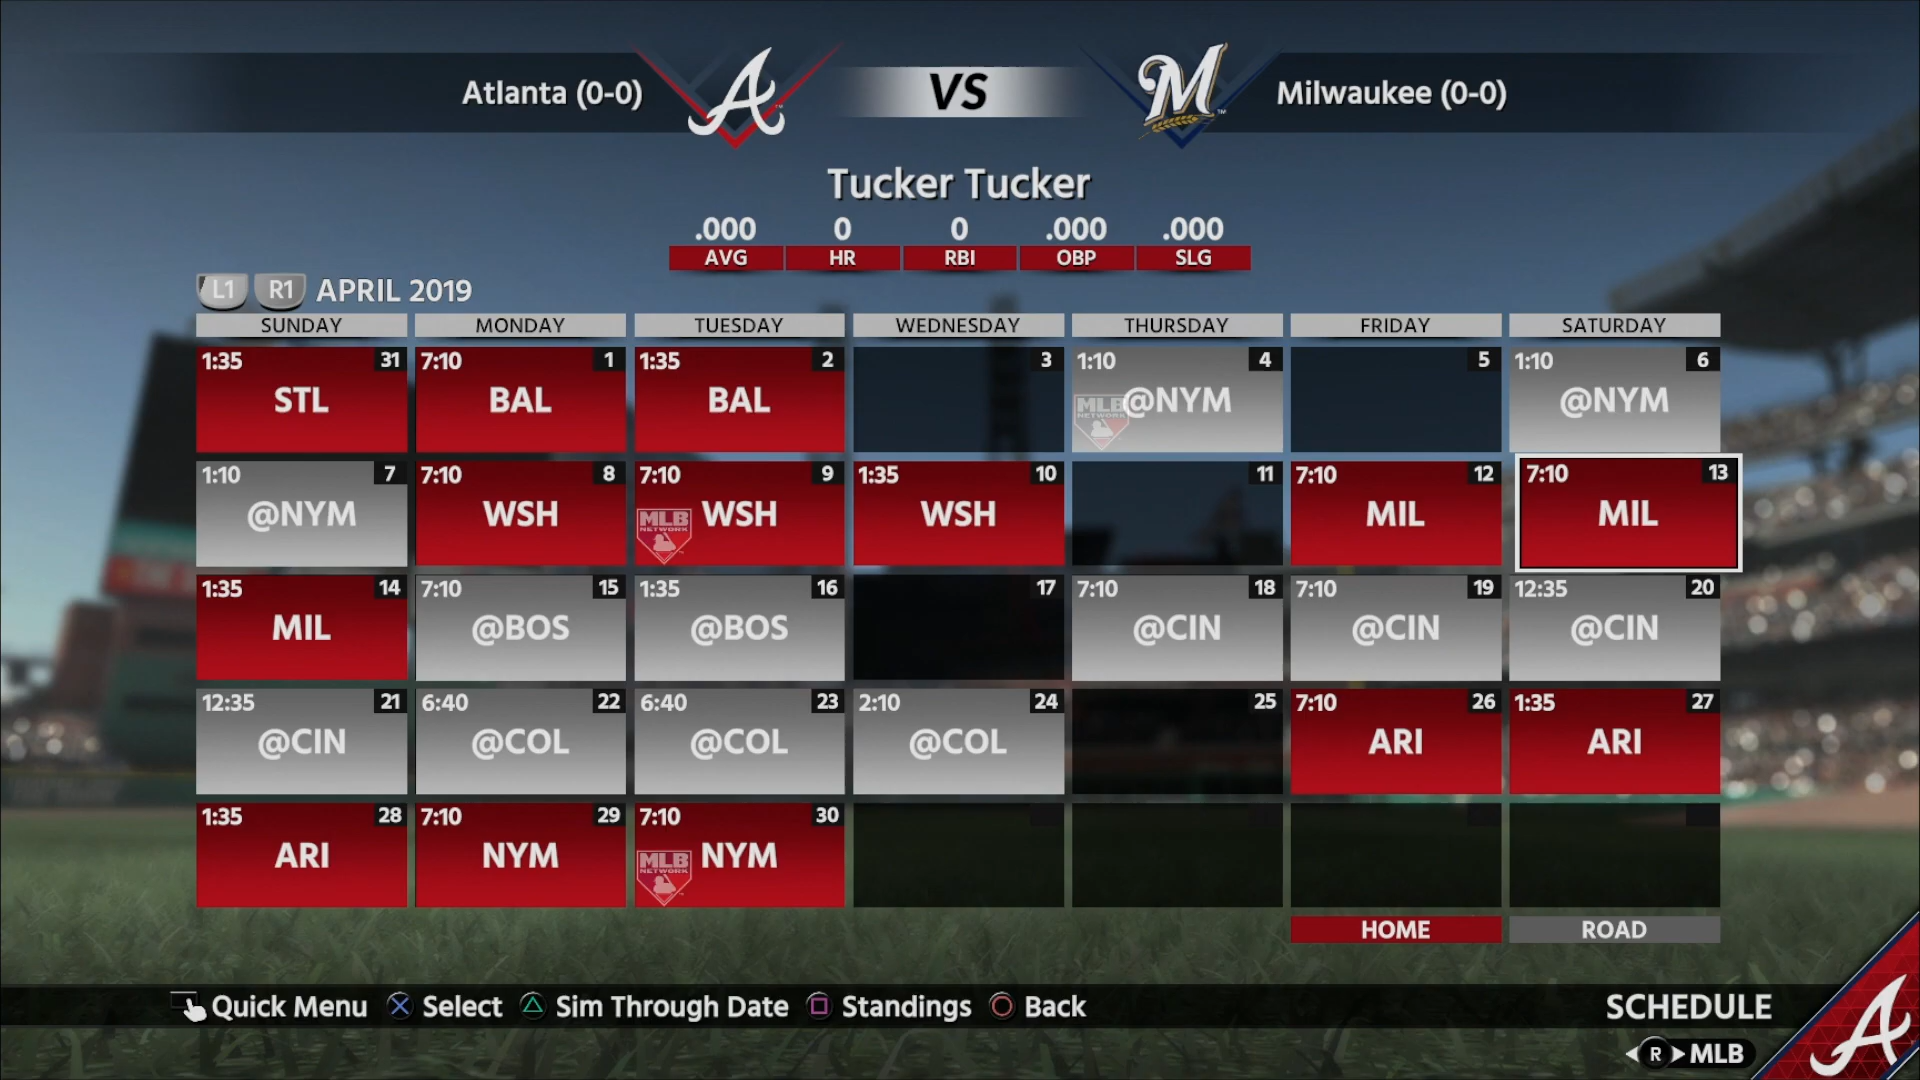 Atlanta (0-0) A VS M Milwaukee (0-0)
Tucker Tucker
.000 0 0 .000 .000
AVG HR RBI OBP SLG
L1 R1 APRIL 2019
SUNDAY MONDAY TUESDAY WEDNESDAY THURSDAY FRIDAY SATURDAY
1:35 31 7:10 1 1:35 2 3 1:10 4 5 1:10 6
STL BAL BAL MLB NETWORK @NYM @NYM
1:10 7 7:10 8 7:10 9 1:35 10 11 7:10 12 7:10 13
@NYM WSH MLB NETWORK WSH WSH MIL MIL
1:35 14 7:10 15 1:35 16 17 7:10 18 7:10 19 12:35 20
MIL @BOS @BOS @CIN @CIN @CIN
12:35 21 6:40 22 6:40 23 2:10 24 25 7:10 26 1:35 27
@CIN @COL @COL @COL ARI ARI
1:35 28 7:10 29 7:10 30
ARI NYM MLB NETWORK NYM
HOME ROAD
Quick Menu Select Sim Through Date Standings Back SCHEDULE
R MLB A